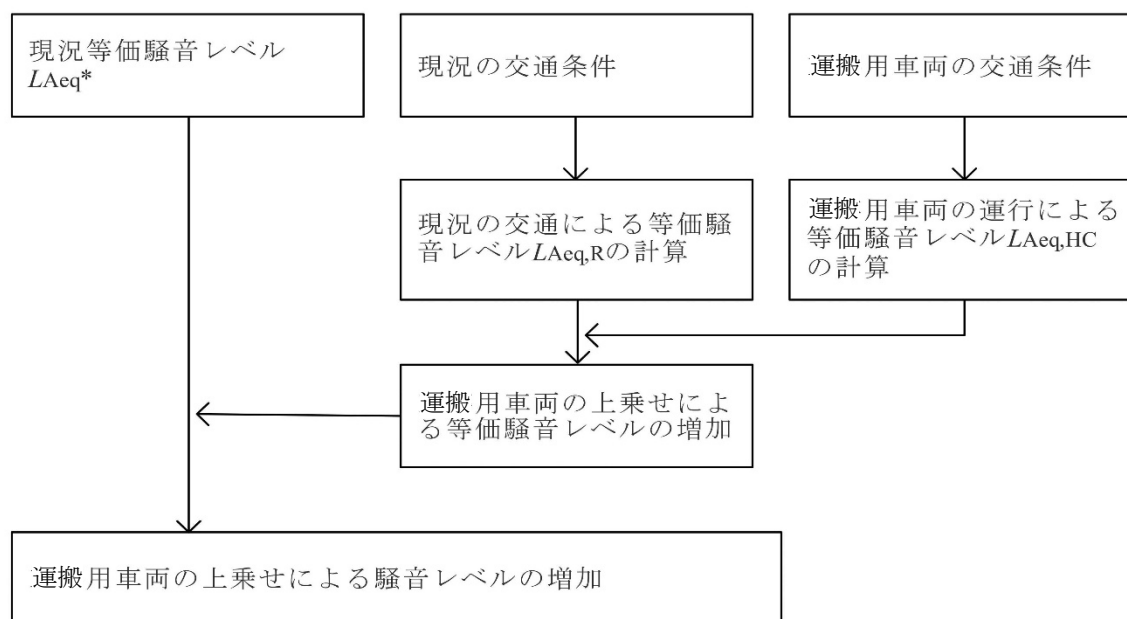 現況等価騒音レベル
LAeq*
現況の交通条件
運搬用車両の交通条件
現況の交通による等価騒
音レベルLAeq,Rの計算
運搬用車両の運行による
等価騒音レベルLAeq,HC
の計算
運搬用車両の上乗せによ
る等価騒音レベルの増加
運搬用車両の上乗せによる騒音レベルの増加